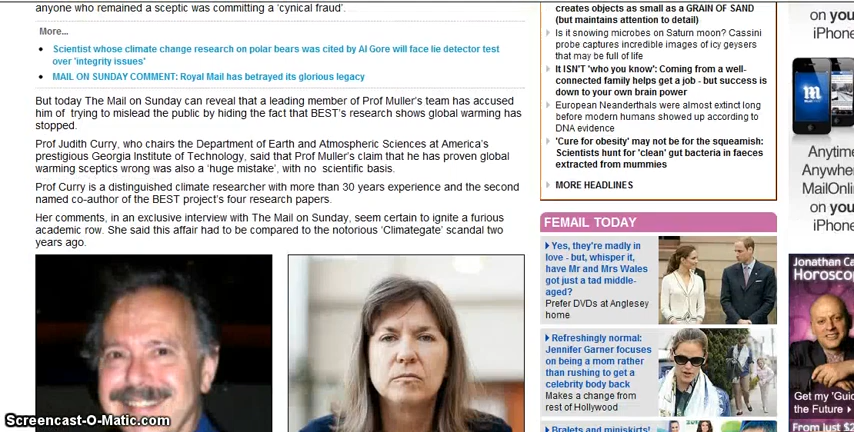 anyone who remained a sceptic was committing a 'cynical fraud'.
More...
Scientist whose climate change research on polar bears was cited by Al Gore will face lie detector test
over 'integrity issues'
MAIL ON SUNDAY COMMENT: Royal Mail has betrayed its glorious legacy
But today The Mail on Sunday can reveal that a leading member of Prof Muller's team has accused
him of  trying to mislead the public by hiding the fact that BEST's research shows global warming has
stopped.
Prof Judith Curry, who chairs the Department of Earth and Atmospheric Sciences at America's
prestigious Georgia Institute of Technology, said that Prof Muller's claim that he has proven global
warming sceptics wrong was also a 'huge mistake', with no  scientific basis.
Prof Curry is a distinguished climate researcher with more than 30 years experience and the second
named co-author of the BEST project's four research papers.
Her comments, in an exclusive interview with The Mail on Sunday, seem certain to ignite a furious
academic row. She said this affair had to be compared to the notorious 'Climategate' scandal two
years ago.
Screencast-O-Matic.com
creates objects as small as a GRAIN OF SAND
(but maintains attention to detail)
Is it snowing microbes on Saturn moon? Cassini
probe captures incredible images of icy geysers
that may be full of life
It ISN'T 'who you know': Coming from a well-
connected family helps get a job - but success is
down to your own brain power
European Neanderthals were almost extinct long
before modern humans showed up according to
DNA evidence
'Cure for obesity' may not be for the squeamish:
Scientists hunt for 'clean' gut bacteria in faeces
extracted from mummies
MORE HEADLINES
FEMAIL TODAY
Yes, they're madly in
love - but, whisper it,
have Mr and Mrs Wales
got just a tad middle-
aged?
Prefer DVDs at Anglesey
home
Refreshingly normal:
Jennifer Garner focuses
on being a mom rather
than rushing to get a
celebrity body back
Makes a change from
rest of Hollywood
Bralets and miniskirts!
on you
iPhone
Anytime
Anywhere
MailOnli
on you
iPhone
Jonathan Ca
Horosco
Get my 'Guid
the Future
From just $2